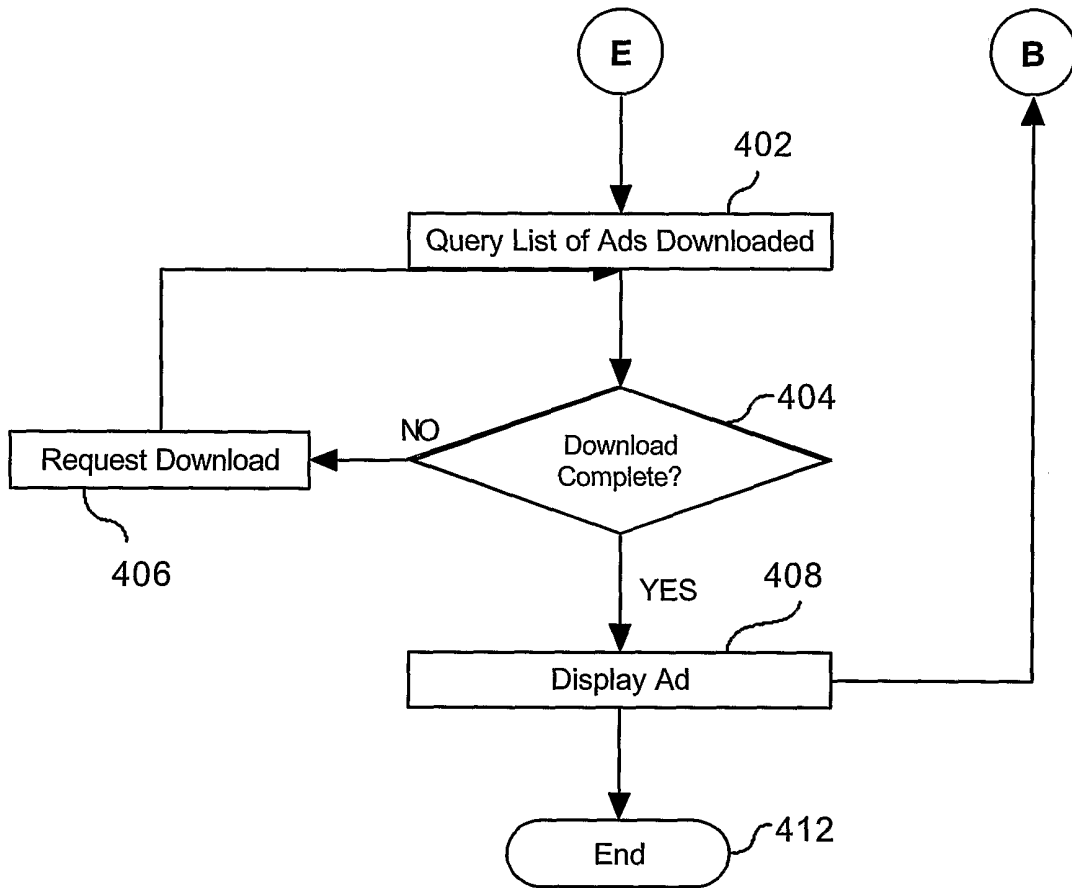 E
B
402
Query List of Ads Downloaded
404
NO
Download
Complete?
Request Download
406
YES
408
Display Ad
End
412